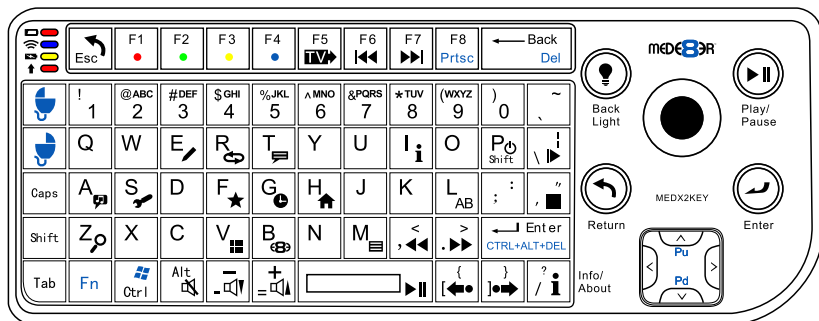 Esc F1 F2 F3 F4 F5 TV F6 F7 F8 Prtsc Back Del
MEDE8ER
! 1 @ABC 2 #DEF 3 $GHI 4 %JKL 5 ^MNO 6 &PQRS 7 *TUV 8 (WXYZ 9 ) 0 ~ `
Back Light
Play/ Pause
Q W E R T Y U I i O P Shift \ ¦
Caps A S D F G H J K L AB ; : , "
MEDX2KEY
Return
Enter
Shift Z X C V B 8 N M , < . > Enter CTRL+ALT+DEL
Tab Fn Ctrl Alt - = + [ { ] } / ? i
Info/ About
Pu
Pd